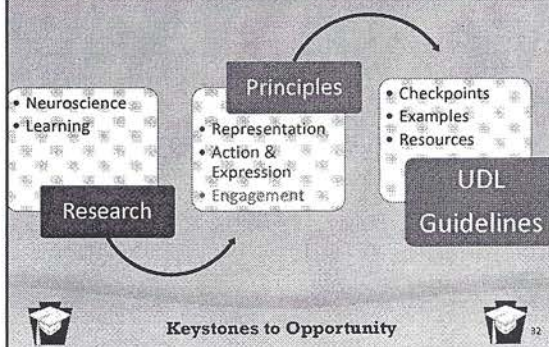 • Neuroscience
• Learning
Research
Principles
• Representation
• Action &
Expression
• Engagement
• Checkpoints
• Examples
• Resources
UDL
Guidelines
Keystones to Opportunity
32